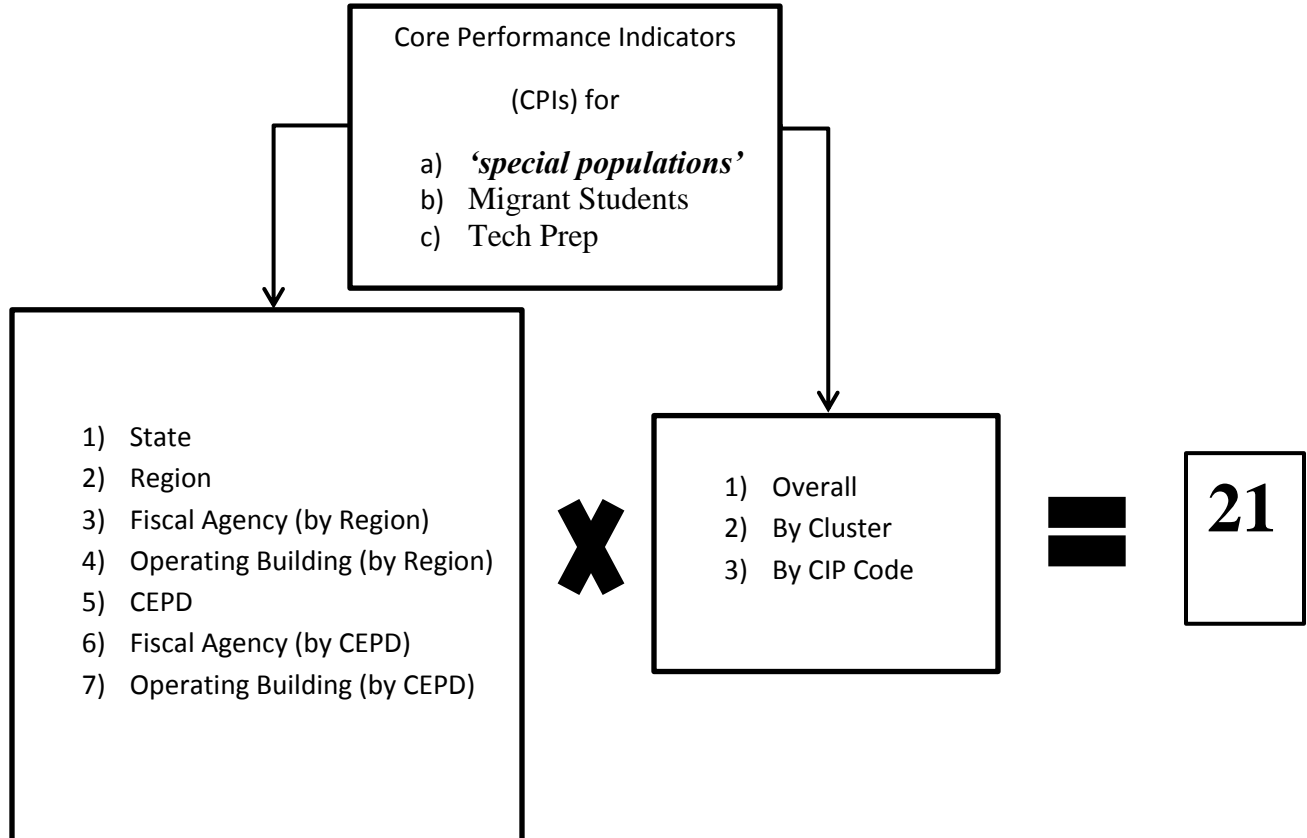 Core Performance Indicators
(CPIs) for
a) ‘special populations’
b) Migrant Students
c) Tech Prep
1) State
2) Region
3) Fiscal Agency (by Region)
4) Operating Building (by Region)
5) CEPD
6) Fiscal Agency (by CEPD)
7) Operating Building (by CEPD)
X
1) Overall
2) By Cluster
3) By CIP Code
=
21